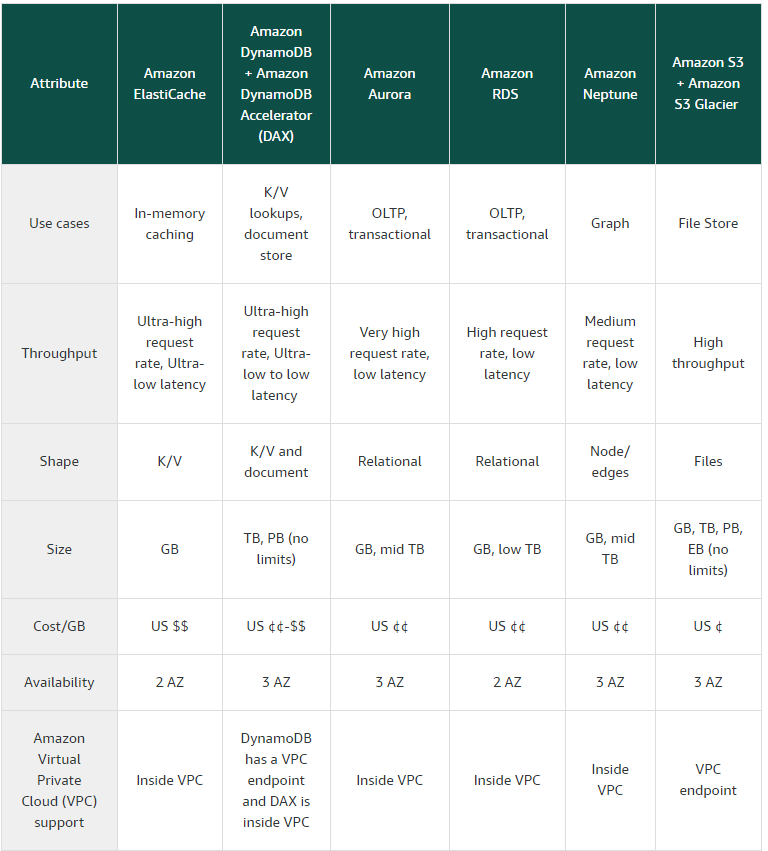 Attribute
Amazon
ElastiCache
Amazon
DynamoDB
+ Amazon
DynamoDB
Accelerator
(DAX)
Amazon
Aurora
Amazon
RDS
Amazon
Neptune
Amazon S3
+ Amazon
S3 Glacier
Use cases
In-memory
caching
K/V
lookups,
document
store
OLTP,
transactional
OLTP,
transactional
Graph
File Store
Throughput
Ultra-high
request
rate, Ultra-
low latency
Ultra-high
request
rate, Ultra-
low to low
latency
Very high
request rate,
low latency
High request
rate, low
latency
Medium
request
rate, low
latency
High
throughput
Shape
K/V
K/V and
document
Relational
Relational
Node/
edges
Files
Size
GB
TB, PB (no
limits)
GB, mid TB
GB, low TB
GB, mid
TB
GB, TB, PB,
EB (no
limits)
Cost/GB
US $$
US ¢¢-$$
US ¢¢
US ¢¢
US ¢¢
US ¢
Availability
2 AZ
3 AZ
3 AZ
2 AZ
3 AZ
3 AZ
Amazon
Virtual
Private
Cloud (VPC)
support
Inside VPC
DynamoDB
has a VPC
endpoint
and DAX is
inside VPC
Inside VPC
Inside VPC
Inside
VPC
VPC
endpoint